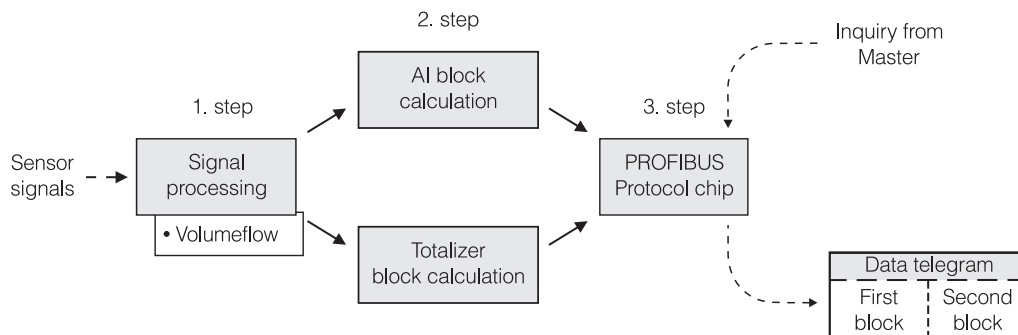 2. step
Inquiry from
Master
AI block
calculation
1. step
3. step
Sensor
signals
Signal
processing
PROFIBUS
Protocol chip
• Volumeflow
Totalizer
block calculation
Data telegram
First
block
Second
block